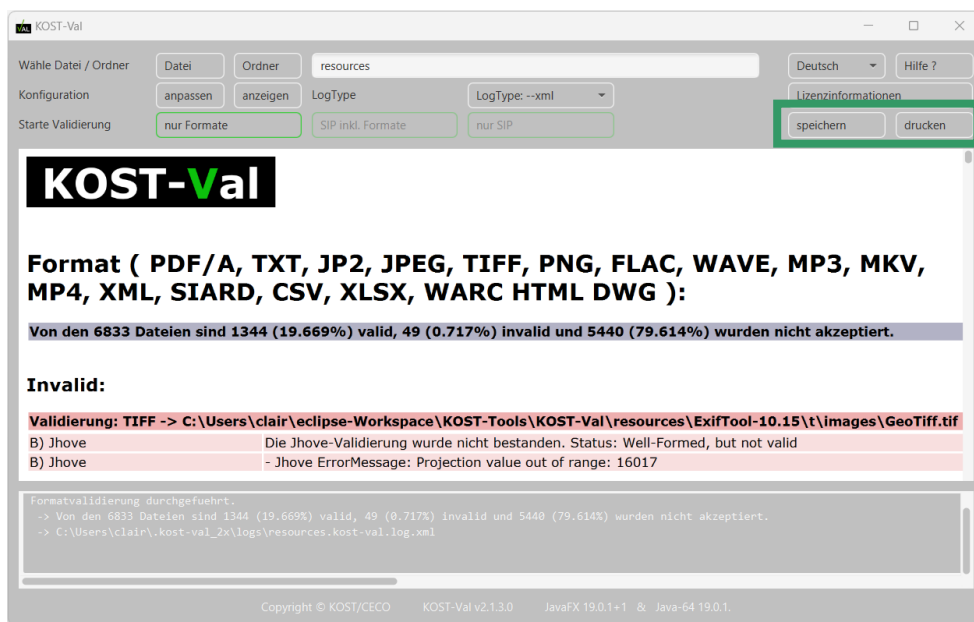 VAL KOST-Val
Wähle Datei / Ordner Datei Ordner resources Deutsch Hilfe ?
Konfiguration anpassen anzeigen LogType LogType: --xml Lizenzinformationen
Starte Validierung nur Formate SIP inkl. Formate nur SIP speichern drucken
KOST-Val
Format ( PDF/A, TXT, JP2, JPEG, TIFF, PNG, FLAC, WAVE, MP3, MKV,
MP4, XML, SIARD, CSV, XLSX, WARC HTML DWG ):
Von den 6833 Dateien sind 1344 (19.669%) valid, 49 (0.717%) invalid und 5440 (79.614%) wurden nicht akzeptiert.
Invalid:
Validierung: TIFF -> C:\Users\clair\eclipse-Workspace\KOST-Tools\KOST-Val\resources\ExifTool-10.15\t\images\GeoTiff.tif
B) Jhove Die Jhove-Validierung wurde nicht bestanden. Status: Well-Formed, but not valid
B) Jhove - Jhove ErrorMessage: Projection value out of range: 16017
Formatvalidierung durchgefuehrt.
-> Von den 6833 Dateien sind 1344 (19.669%) valid, 49 (0.717%) invalid und 5440 (79.614%) wurden nicht akzeptiert.
-> C:\Users\clair\.kost-val_2x\logs\resources.kost-val.log.xml
Copyright © KOST/CECO KOST-Val v2.1.3.0 JavaFX 19.0.1+1 & Java-64 19.0.1.